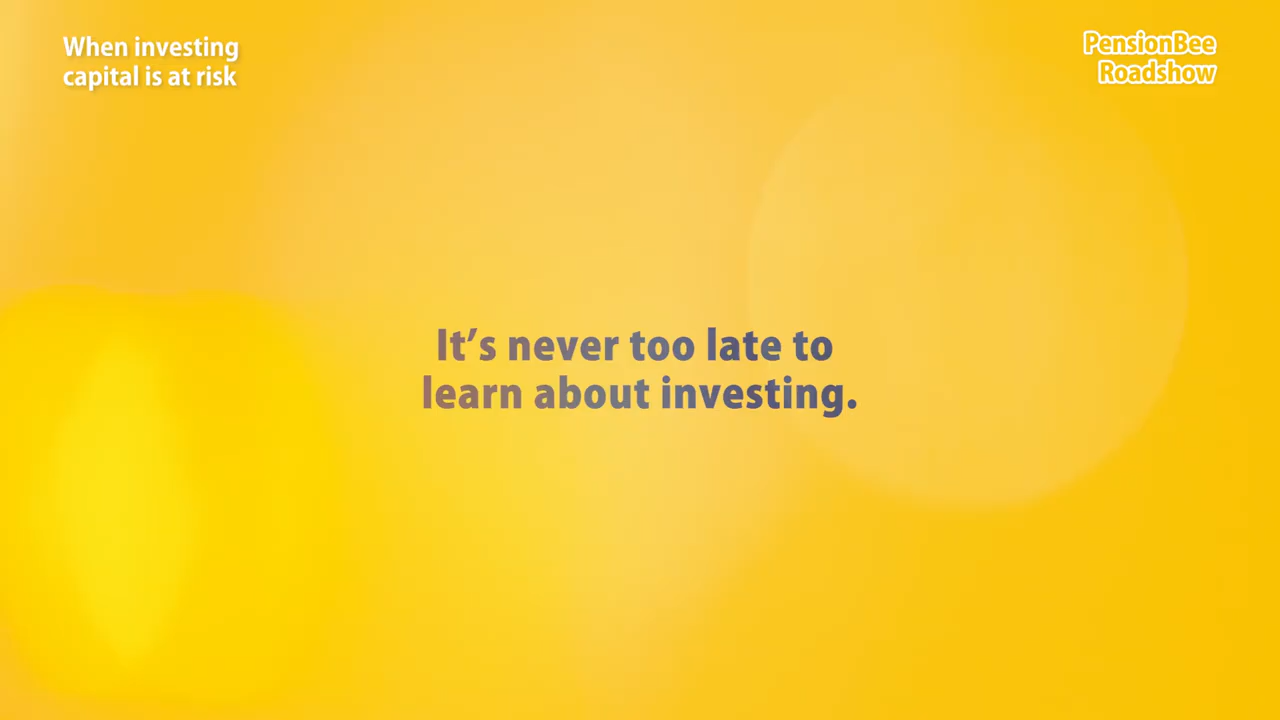 When investing
capital is at risk
PensionBee
Roadshow
It’s never too late to
learn about investing.